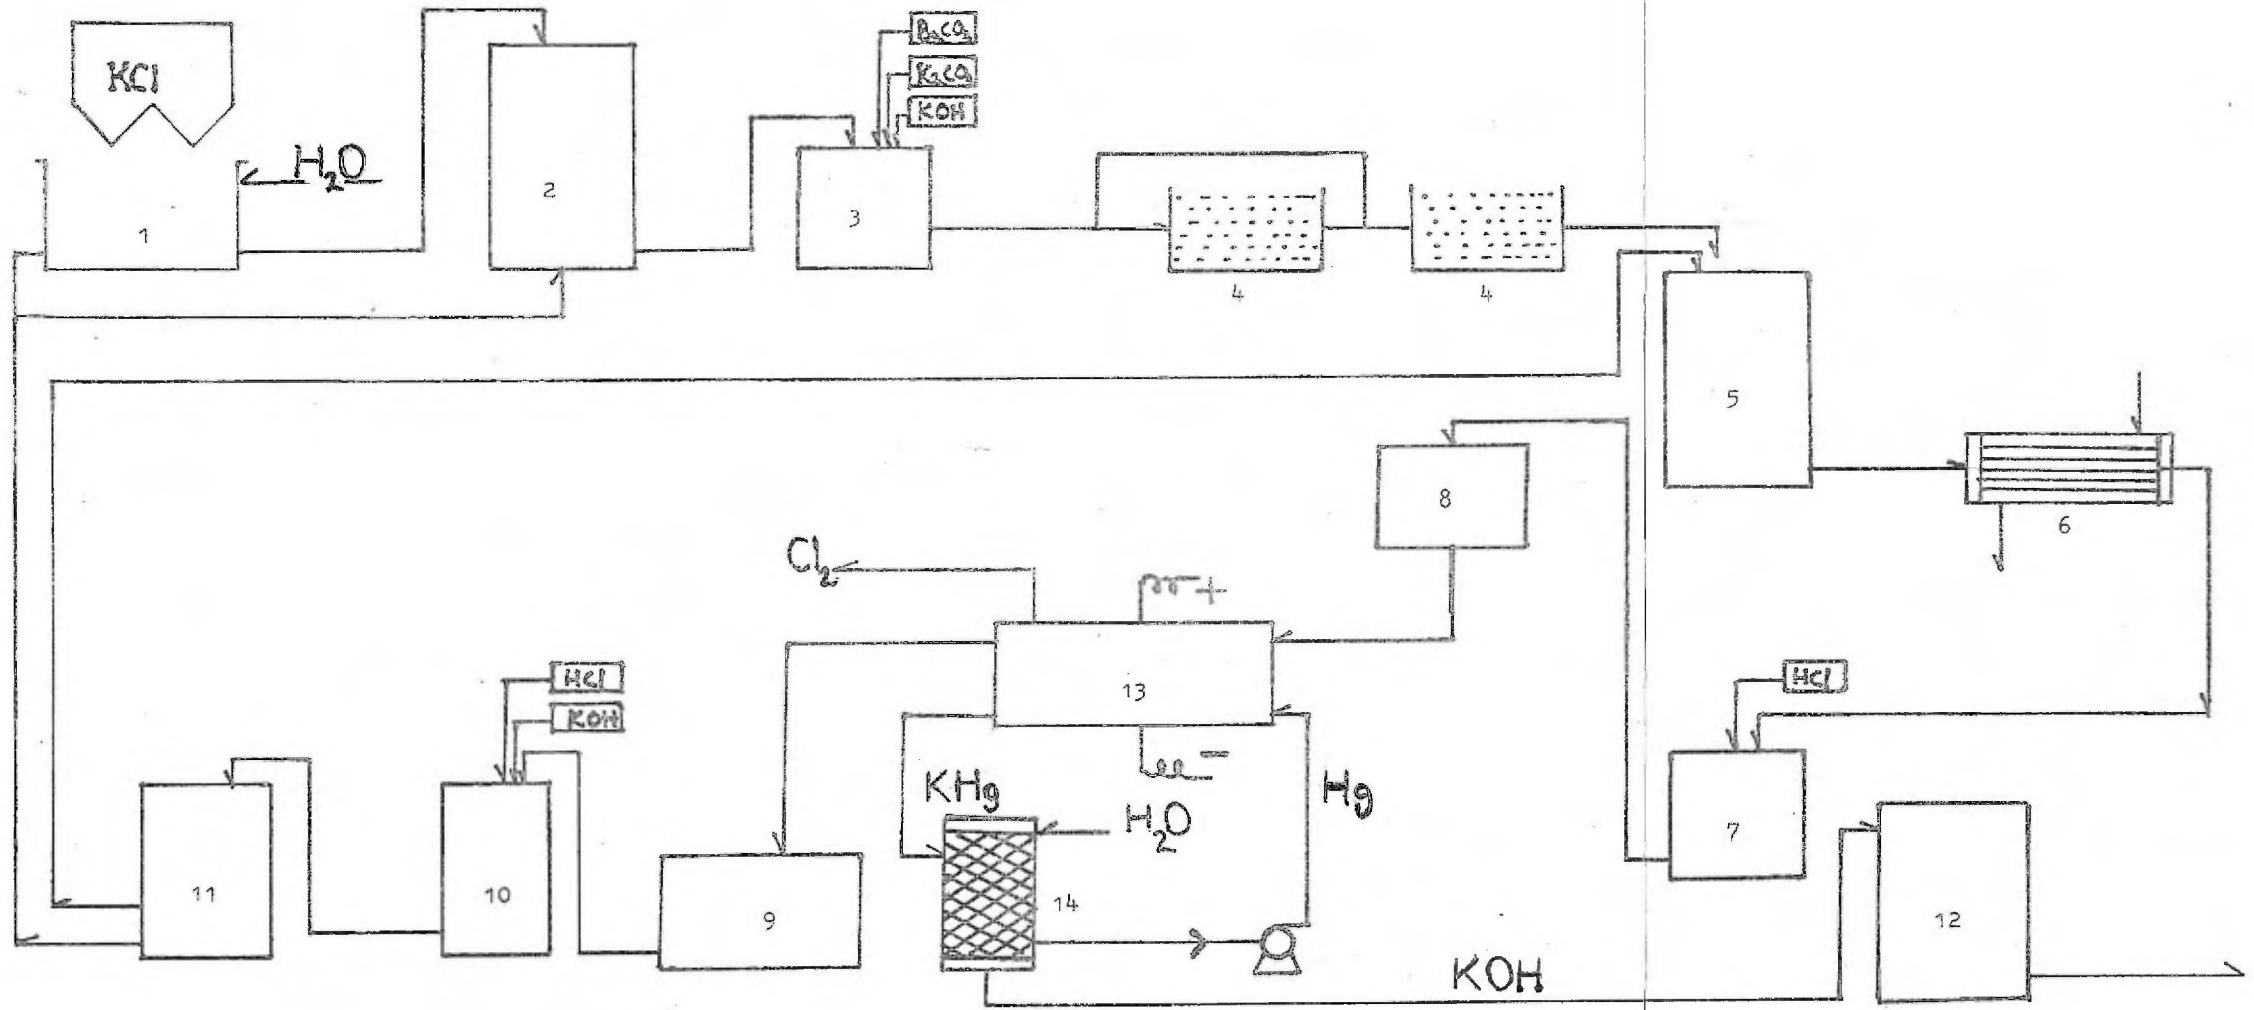 KCl
H₂O
1
2
BaCO₃
K₂CO₃
KOH
3
4
4
5
6
8
Cl₂
+
13
-
HCl
KOH
HCl
7
KHg
H₂O
Hg
14
11
10
9
12
KOH